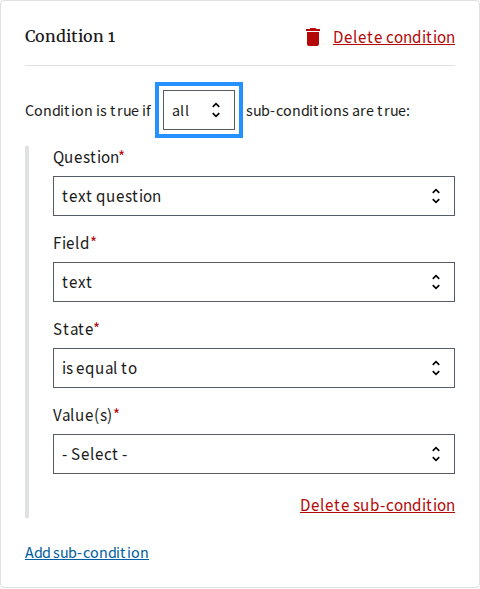 Condition 1 Delete condition
Condition is true if all sub-conditions are true:
Question*
text question
Field*
text
State*
is equal to
Value(s)*
- Select -
Delete sub-condition
Add sub-condition